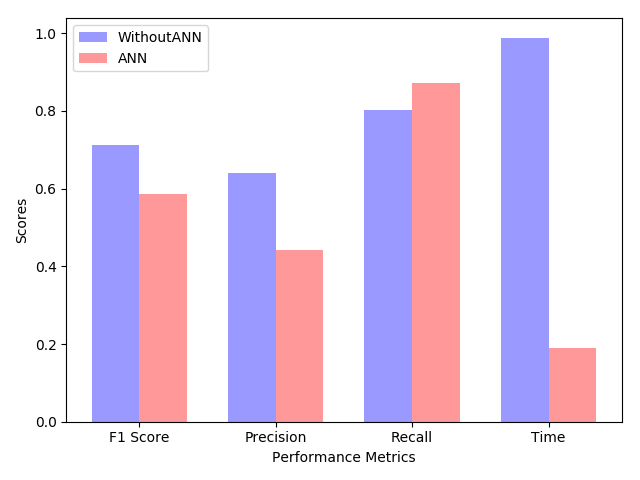 WithoutANN
ANN
1.0
0.8
0.6
0.4
0.2
0.0
Scores
F1 Score
Precision
Recall
Time
Performance Metrics